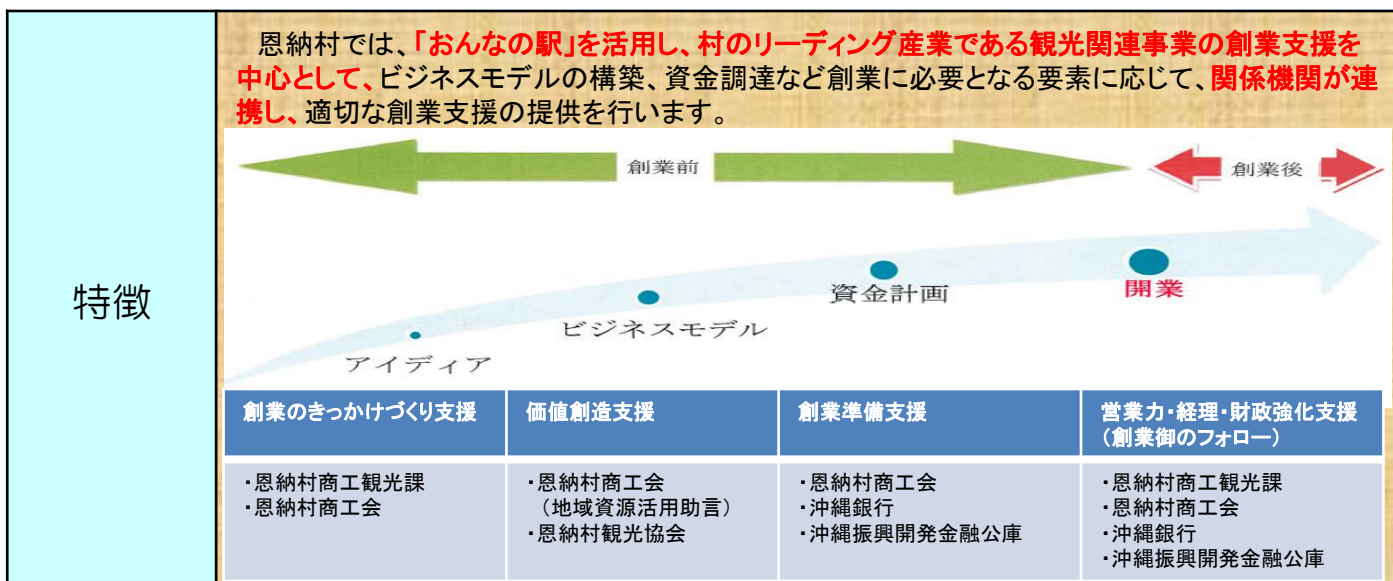 特徴
恩納村では、「おんなの駅」を活用し、村のリーディング産業である観光関連事業の創業支援を
中心として、ビジネスモデルの構築、資金調達など創業に必要となる要素に応じて、関係機関が連
携し、適切な創業支援の提供を行います。
創業前
創業後
アイディア
ビジネスモデル
資金計画
開業
創業のきっかけづくり支援
・恩納村商工観光課
・恩納村商工会
価値創造支援
・恩納村商工会
（地域資源活用助言）
・恩納村観光協会
創業準備支援
・恩納村商工会
・沖縄銀行
・沖縄振興開発金融公庫
営業力・経理・財政強化支援
（創業御のフォロー）
・恩納村商工観光課
・恩納村商工会
・沖縄銀行
・沖縄振興開発金融公庫